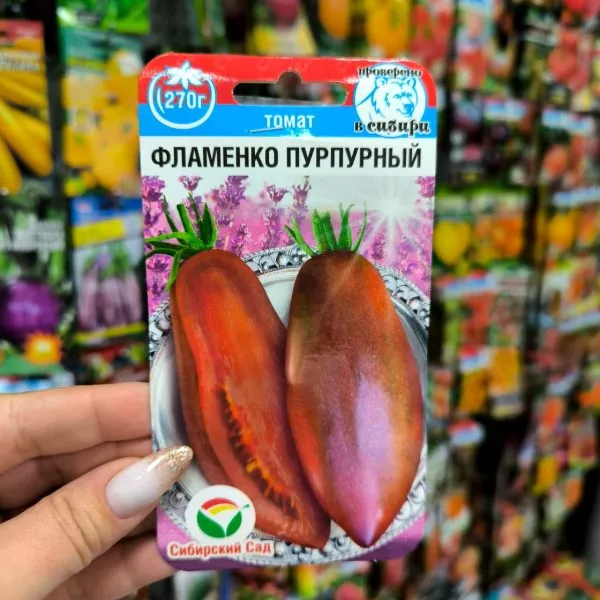 270г
проверено
в сибири
томат
ФЛАМЕНКО ПУРПУРНЫЙ
Сибирский Сад